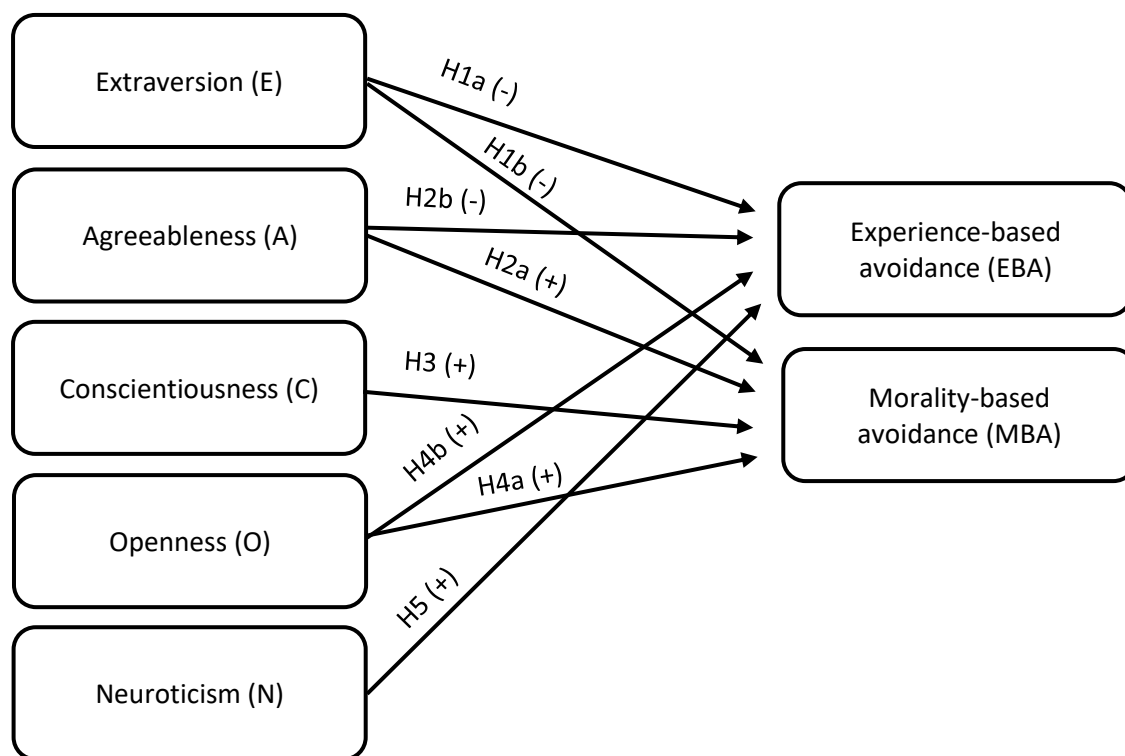 Extraversion (E)
H1a (-)
H1b (-)
Agreeableness (A)
H2b (-)
H2a (+)
Experience-based
avoidance (EBA)
Conscientiousness (C)
H3 (+)
Morality-based
avoidance (MBA)
H4b (+)
H4a (+)
Openness (O)
H5 (+)
Neuroticism (N)